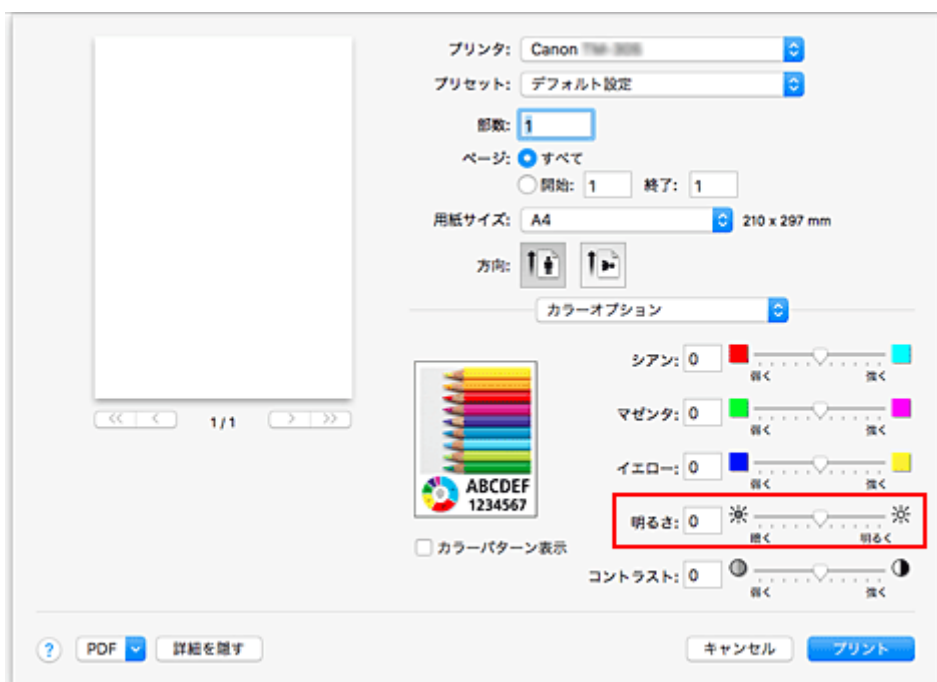 プリンタ: Canon
プリセット: デフォルト設定
部数: 1
ページ: すべて
開始: 1 終了: 1
用紙サイズ: A4 210 x 297 mm
方向:
カラーオプション
シアン: 0
弱く 強く
マゼンタ: 0
弱く 強く
イエロー: 0
弱く 強く
明るさ: 0
暗く 明るく
コントラスト: 0
弱く 強く
ABCDEF
1234567
カラーパターン表示
<< < 1 / 1 > >>
? PDF 詳細を隠す キャンセル プリント